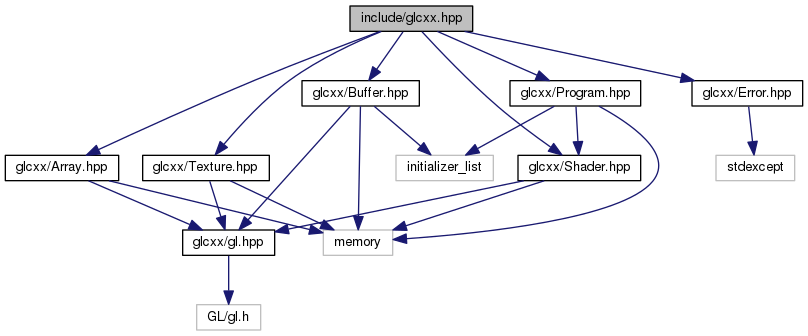 include/glcxx.hpp
glcxx/Buffer.hpp
glcxx/Program.hpp
glcxx/Error.hpp
glcxx/Array.hpp
glcxx/Texture.hpp
initializer_list
glcxx/Shader.hpp
stdexcept
glcxx/gl.hpp
memory
GL/gl.h